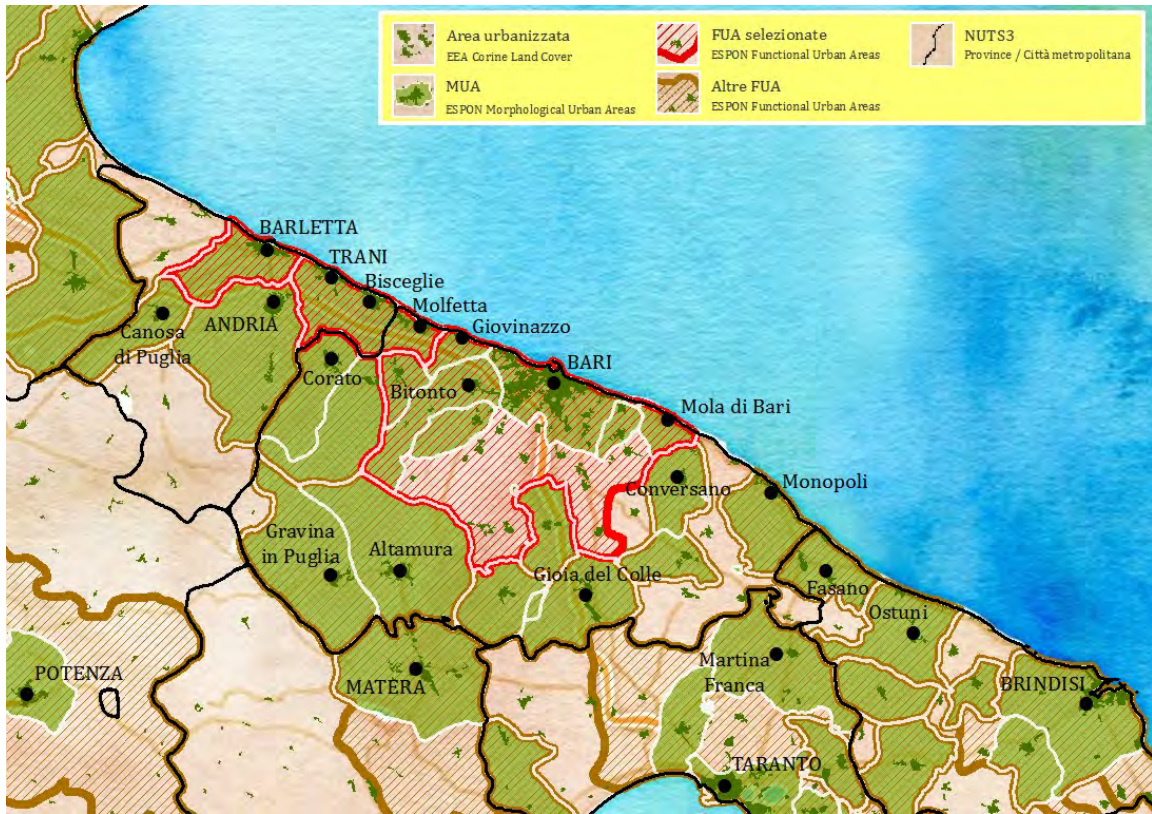 Area urbanizzata
EEA Corine Land Cover
MUA
ESPON Morphological Urban Areas
FUA selezionate
ESPON Functional Urban Areas
Altre FUA
ESPON Functional Urban Areas
NUTS3
Province / Città metropolitana
BARLETTA
TRANI
Bisceglie
Molfetta
Giovinazzo
ANDRIA
Canosa
di Puglia
Corato
Bitonto
BARI
Mola di Bari
Conversano
Monopoli
Gravina
in Puglia
Altamura
Gioia del Colle
Fasano
Ostuni
POTENZA
MATERA
Martina
Franca
BRINDISI
TARANTO